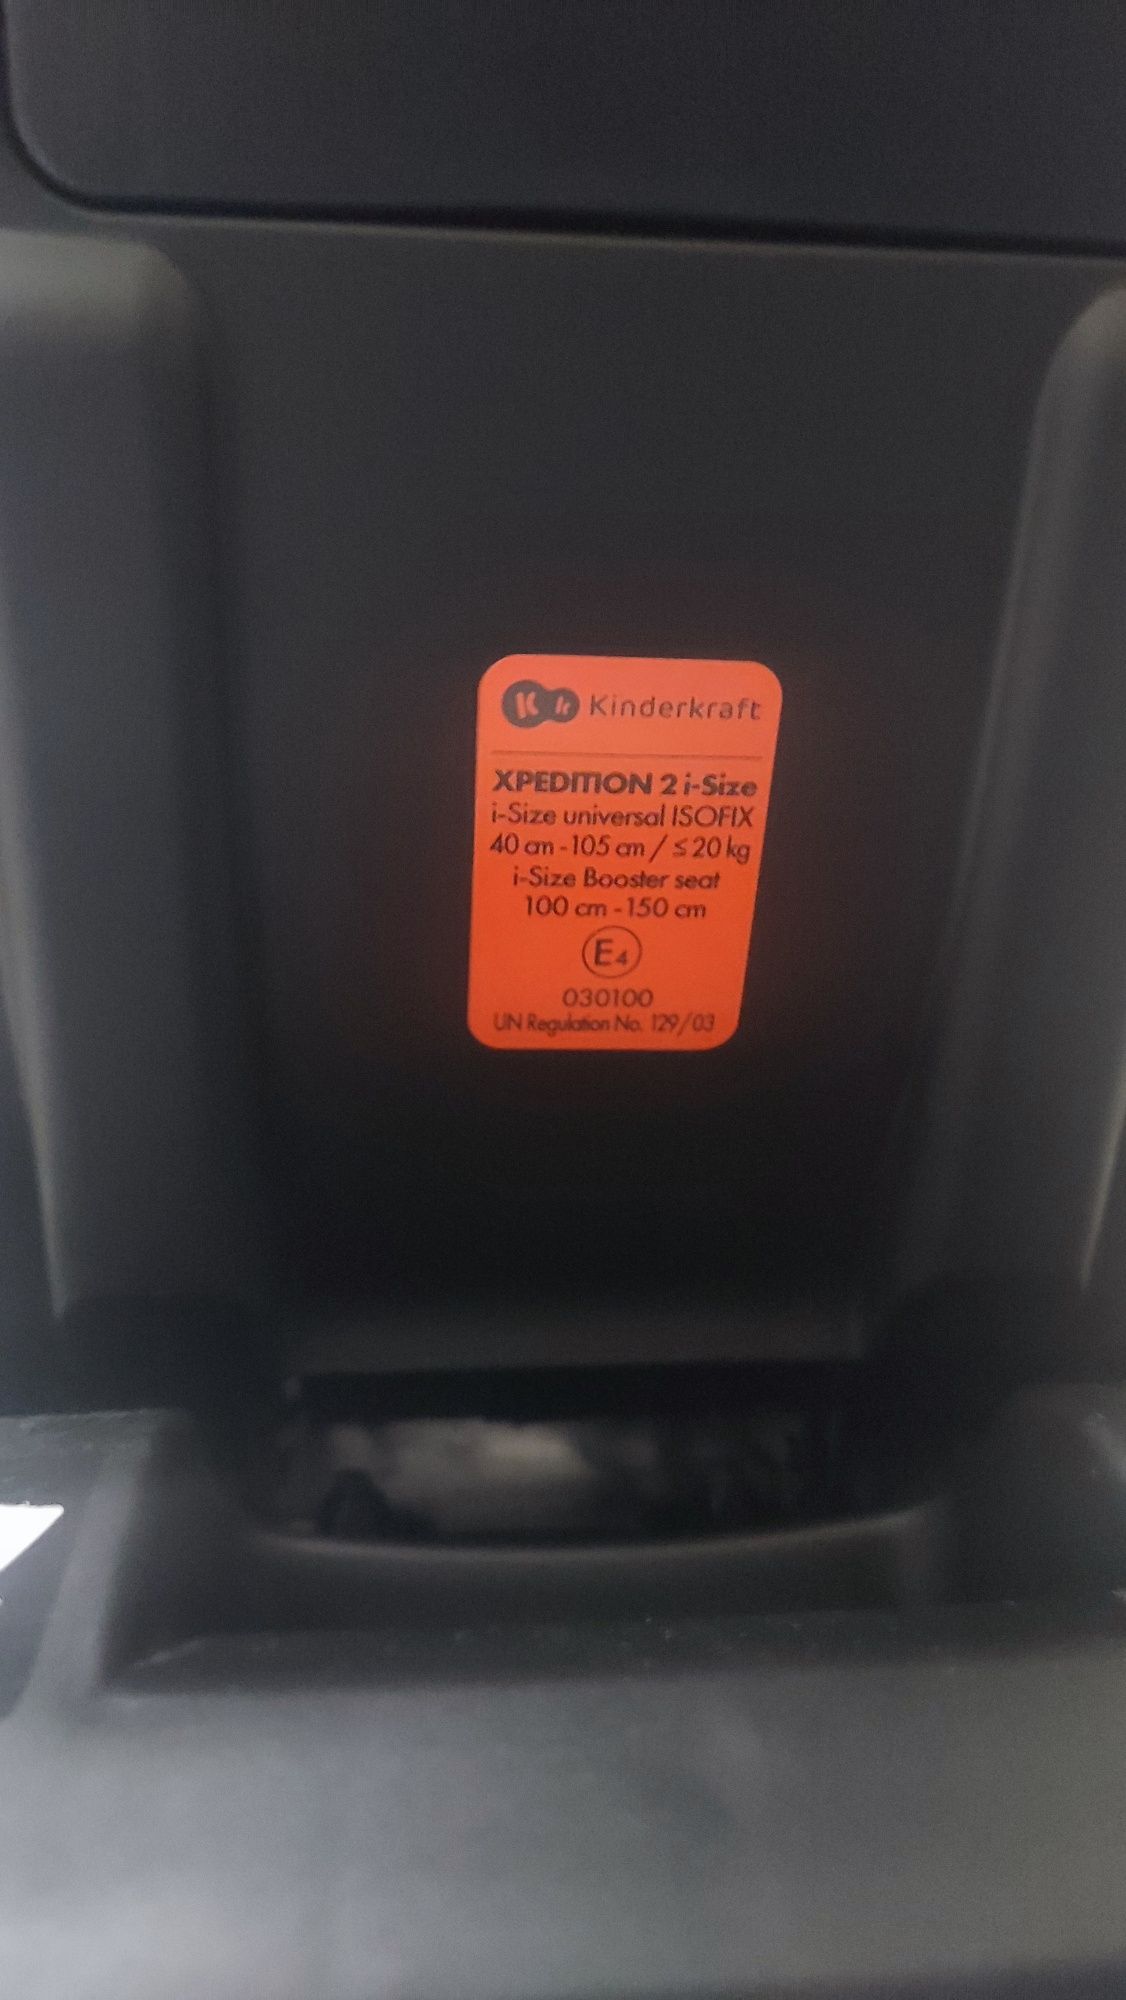 Kinderkraft
XPEDITION 2 i-Size
i-Size universal ISOFIX
40 cm - 105 cm / ≤ 20 kg
i-Size Booster seat
100 cm - 150 cm
E4
030100
UN Regulation No. 129/03